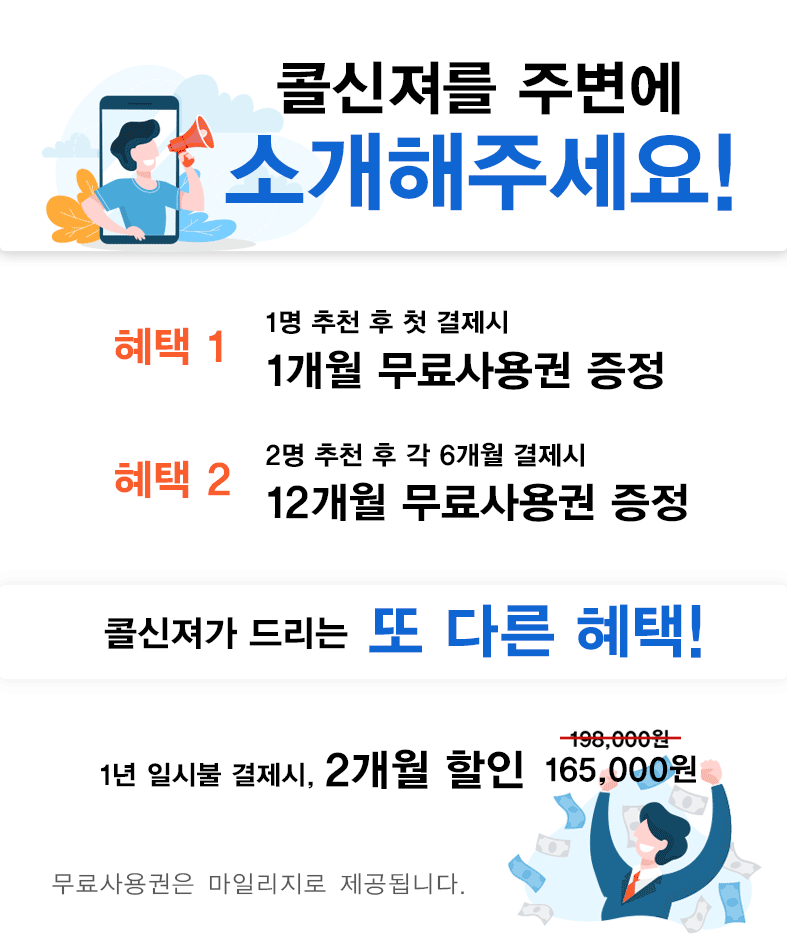 콜신져를 주변에
소개해주세요!
혜택 1
1명 추천 후 첫 결제시
1개월 무료사용권 증정
혜택 2
2명 추천 후 각 6개월 결제시
12개월 무료사용권 증정
콜신져가 드리는 또 다른 혜택!
198,000원
1년 일시불 결제시, 2개월 할인 165,000원
무료사용권은 마일리지로 제공됩니다.